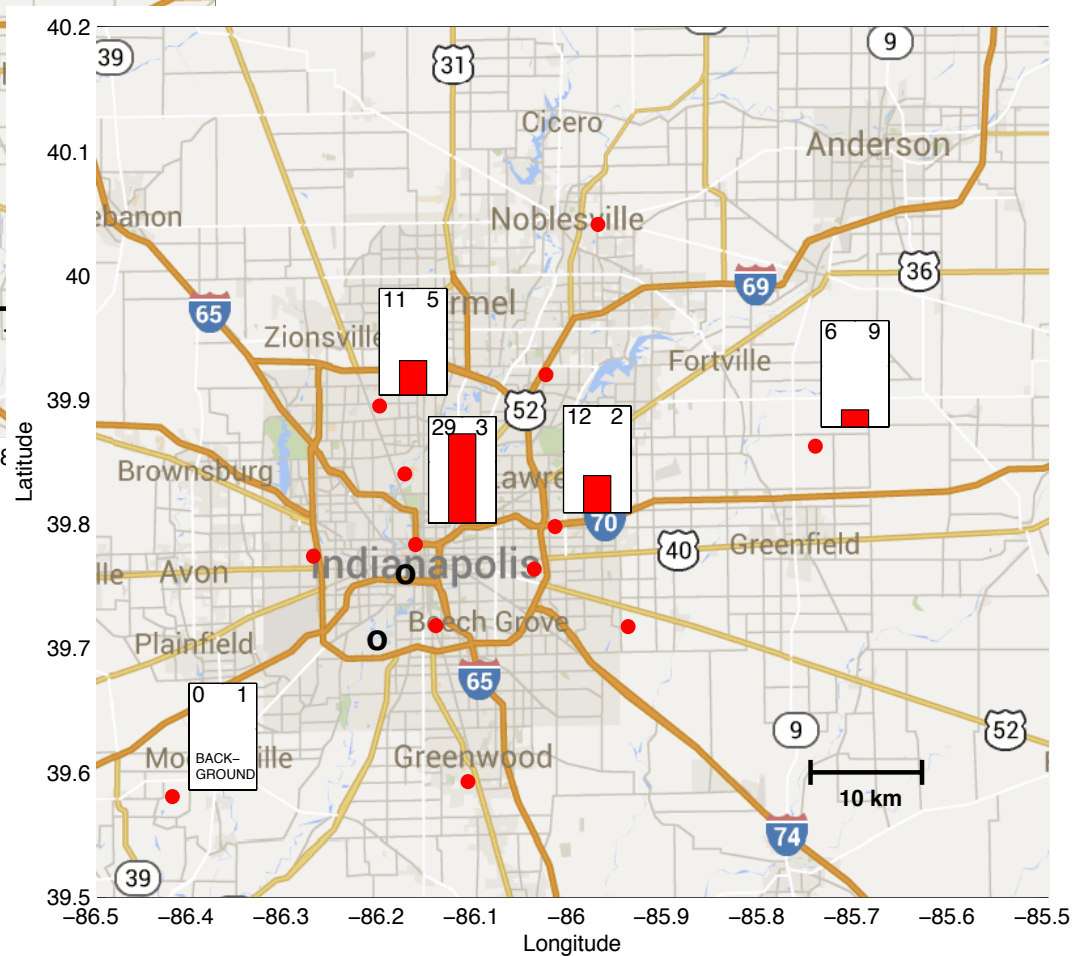 40.2
39
31
9
Cicero
40.1
Anderson
ebanon
Noblesville
40
36
69
65
11 5
rmel
6 9
Zionsville
Fortville
39.9
52
12 2
29 3
Latitude
Brownsburg
Lawre
39.8
70
40
Greenfield
Indianapolis
lle
Avon
O
Beech Grove
39.7
Plainfield
O
65
0 1
9
52
BACK–
GROUND
Mo ville
Greenwood
39.6
10 km
74
39
39.5
−86.5 −86.4 −86.3 −86.2 −86.1 −86 −85.9 −85.8 −85.7 −85.6 −85.5
Longitude